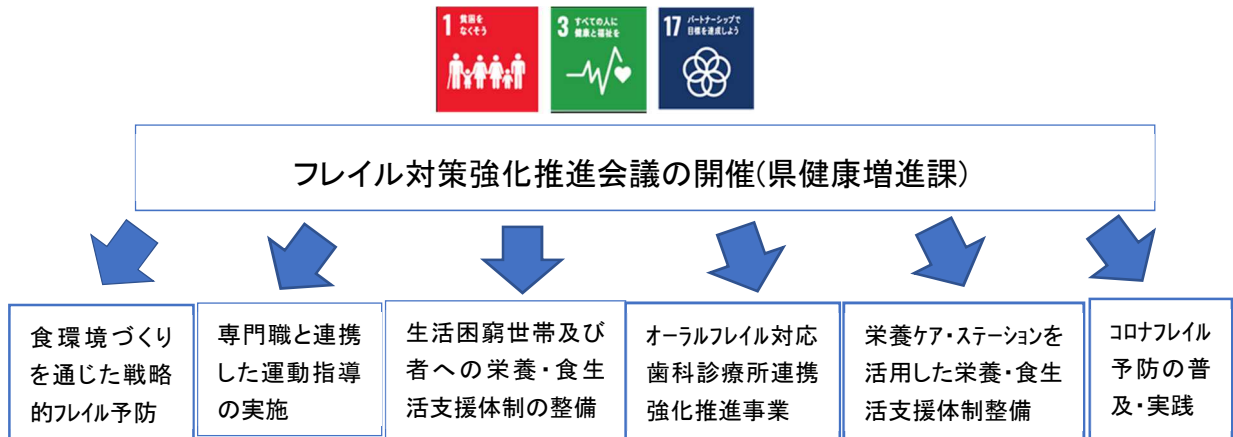 1 貧困を
なくそう
3 すべての人に
健康と福祉を
17 パートナーシップで
目標を達成しよう
フレイル対策強化推進会議の開催(県健康増進課)
食環境づくり
を通じた戦略
的フレイル予防
専門職と連携
した運動指導
の実施
生活困窮世帯及び
者への栄養・食生
活支援体制の整備
オーラルフレイル対応
歯科診療所連携
強化推進事業
栄養ケア・ステーションを
活用した栄養・食生
活支援体制整備
コロナフレイル
予防の普
及・実践